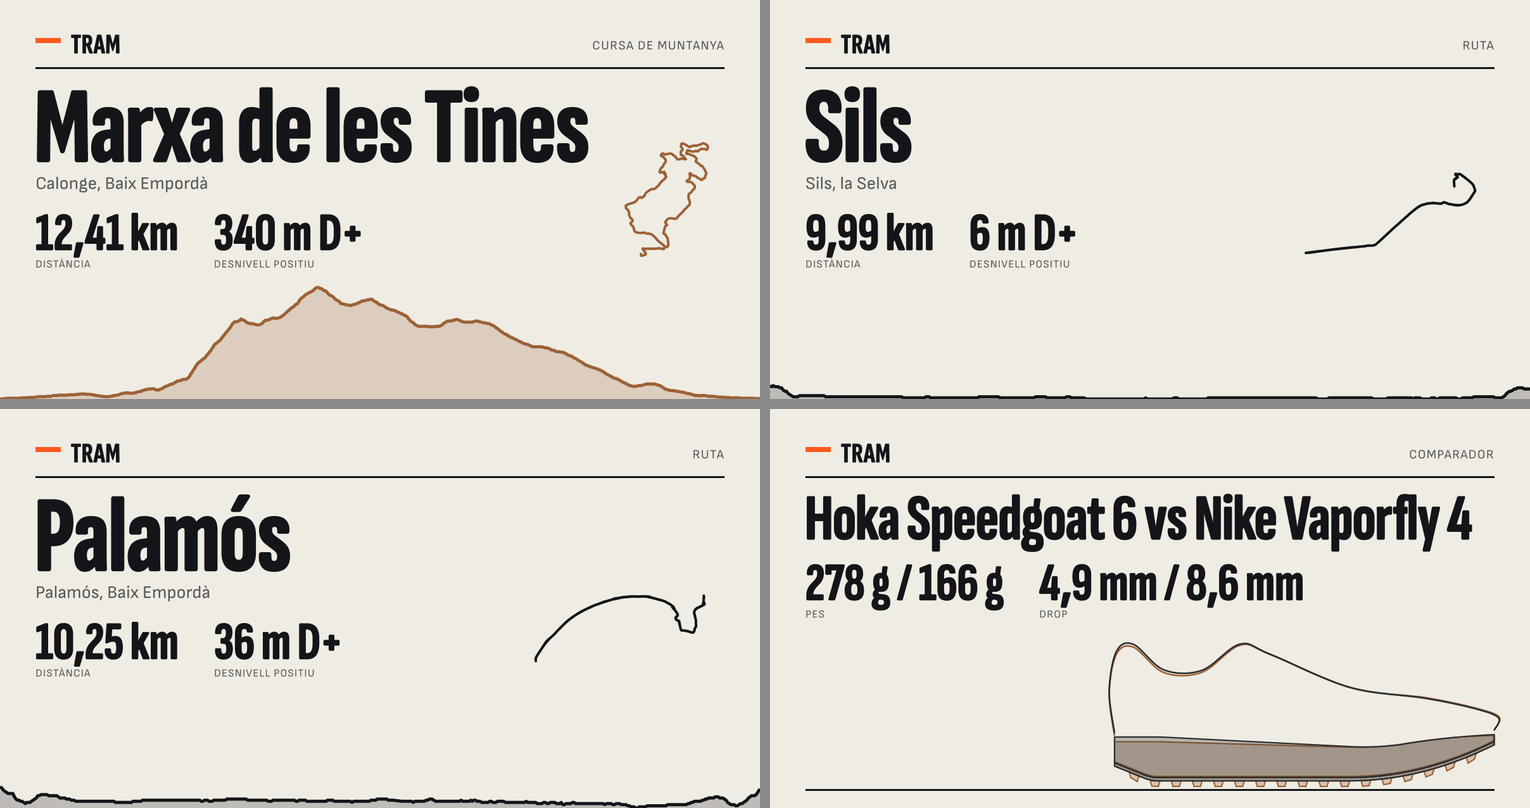 TRAM
CURSA DE MUNTANYA
Marxa de les Tines
Calonge, Baix Empordà
12,41 km 340 m D+
DISTÀNCIA DESNIVELL POSITIU
TRAM
RUTA
Sils
Sils, la Selva
9,99 km 6 m D+
DISTÀNCIA DESNIVELL POSITIU
TRAM
RUTA
Palamós
Palamós, Baix Empordà
10,25 km 36 m D+
DISTÀNCIA DESNIVELL POSITIU
TRAM
COMPARADOR
Hoka Speedgoat 6 vs Nike Vaporfly 4
278 g / 166 g 4,9 mm / 8,6 mm
PES DROP